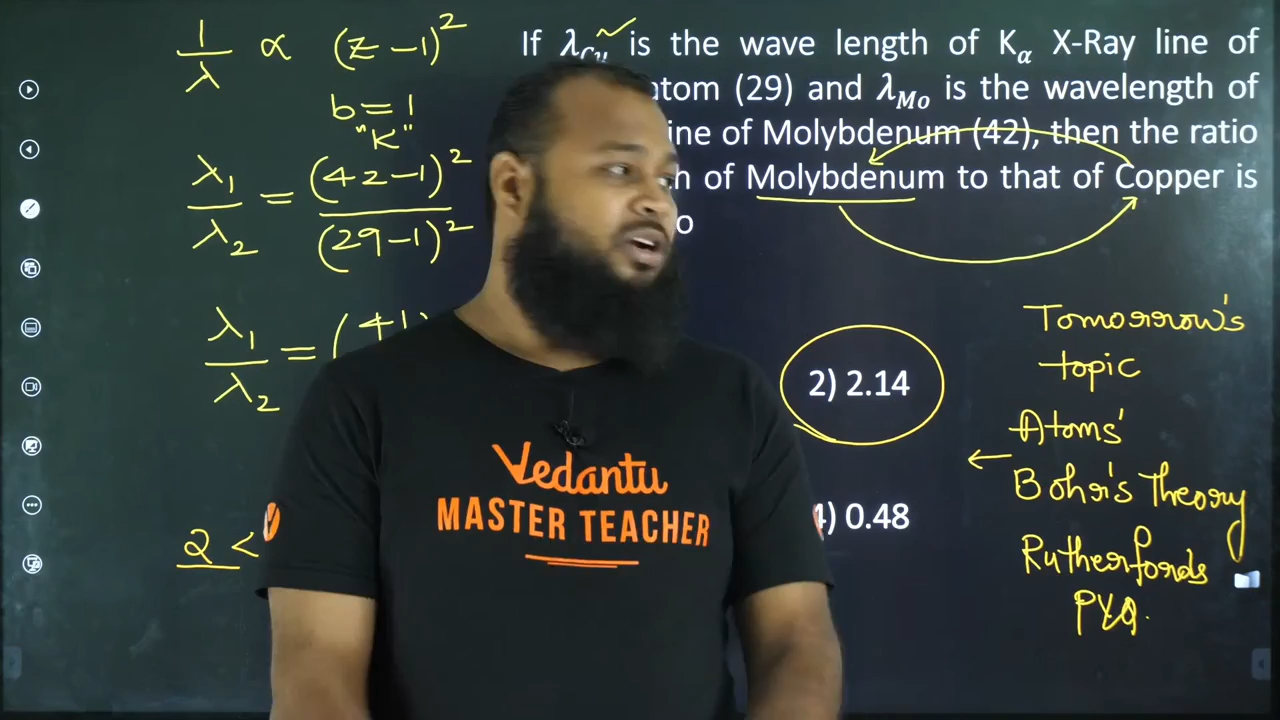 1/λ ∝ (z-1)²
b = 1
"K"
λ₁/λ₂ = (42-1)²/(29-1)²
λ₁/λ₂ = (41)
2 <
If λ_Cu is the wave length of Kα X-Ray line of
atom (29) and λ_Mo is the wavelength of
ine of Molybdenum (42), then the ratio
of Molybdenum to that of Copper is
2) 2.14
4) 0.48
Tomorrow's
topic
Atoms'
← Bohr's Theory
Rutherfords
PYQ.
Vedantu
MASTER TEACHER